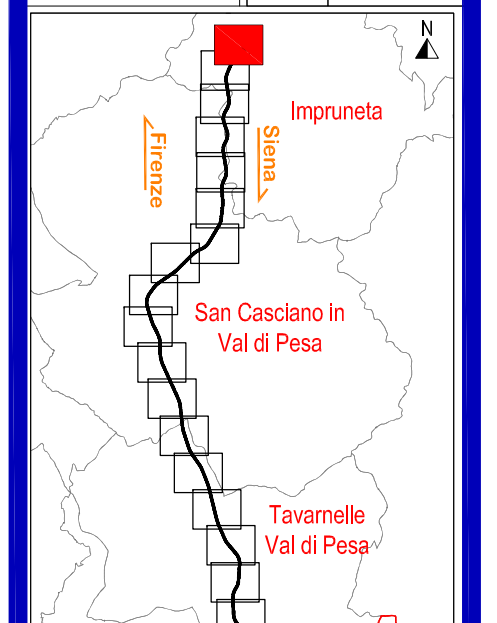 N
Impruneta
Firenze
Siena
San Casciano in
Val di Pesa
Tavarnelle
Val di Pesa